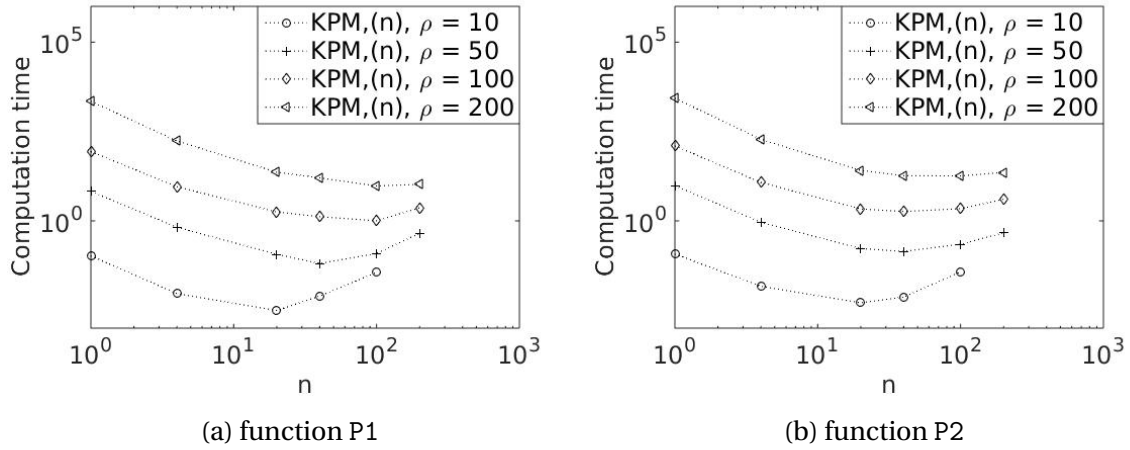 KPM,(n), ρ = 10
KPM,(n), ρ = 50
KPM,(n), ρ = 100
KPM,(n), ρ = 200
10^5
10^0
Computation time
10^0 10^1 10^2 10^3
n
(a) function P1
KPM,(n), ρ = 10
KPM,(n), ρ = 50
KPM,(n), ρ = 100
KPM,(n), ρ = 200
10^5
10^0
Computation time
10^0 10^1 10^2 10^3
n
(b) function P2